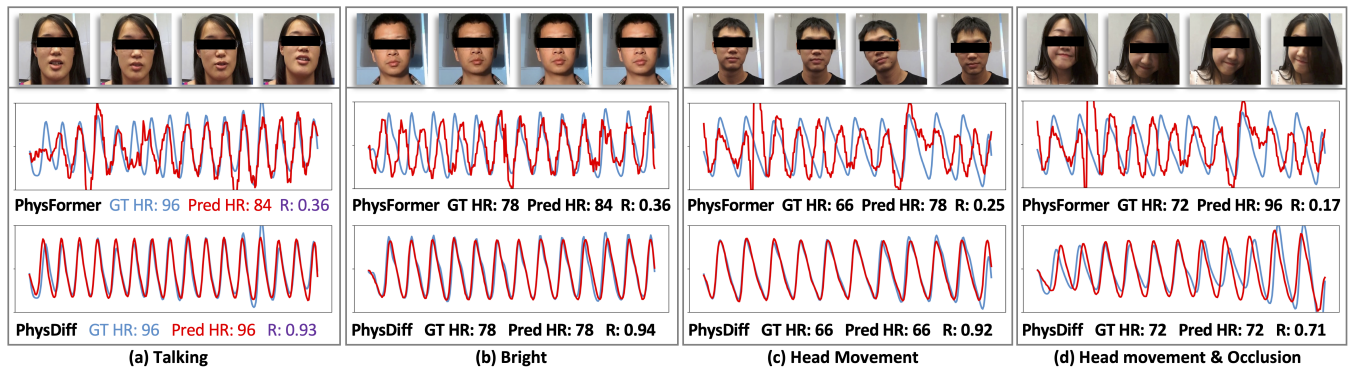 PhysFormer GT HR: 96 Pred HR: 84 R: 0.36
PhysDiff GT HR: 96 Pred HR: 96 R: 0.93
(a) Talking
PhysFormer GT HR: 78 Pred HR: 84 R: 0.36
PhysDiff GT HR: 78 Pred HR: 78 R: 0.94
(b) Bright
PhysFormer GT HR: 66 Pred HR: 78 R: 0.25
PhysDiff GT HR: 66 Pred HR: 66 R: 0.92
(c) Head Movement
PhysFormer GT HR: 72 Pred HR: 96 R: 0.17
PhysDiff GT HR: 72 Pred HR: 72 R: 0.71
(d) Head movement & Occlusion